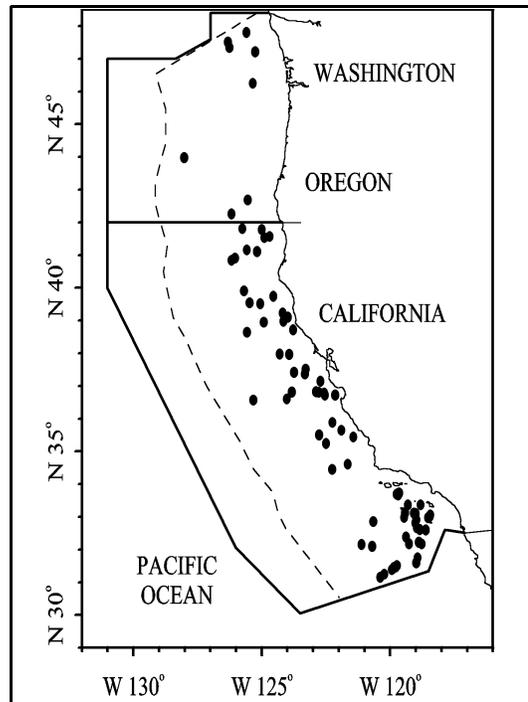 WASHINGTON
N 45°
OREGON
N 40°
CALIFORNIA
N 35°
PACIFIC
OCEAN
N 30°
W 130° W 125° W 120°